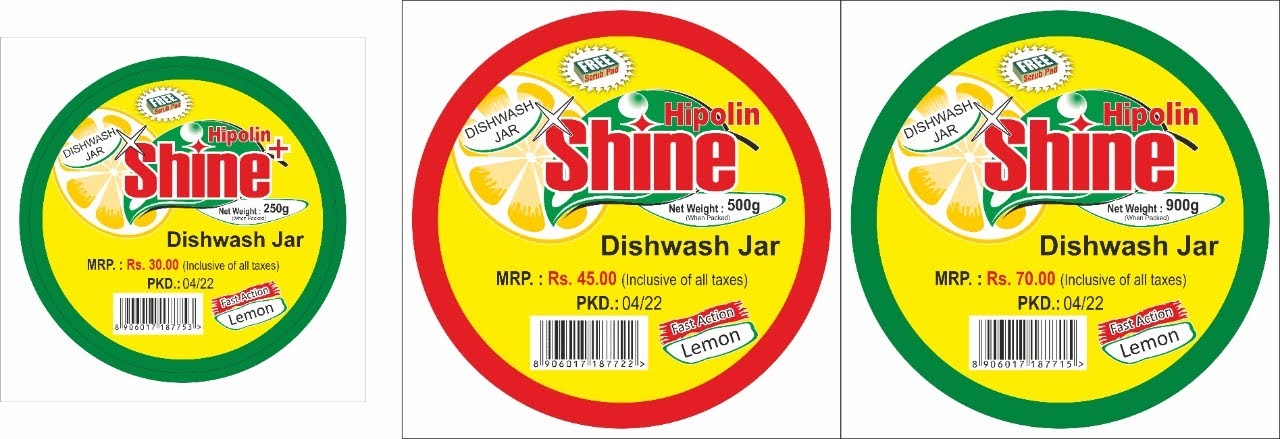 FREE
Scrub Pad
DISHWASH
JAR
Hipolin
Shine+
Net Weight : 250g
(When Packed)
Dishwash Jar
MRP. : Rs. 30.00 (Inclusive of all taxes)
PKD.: 04/22
8 906017 187753 >
Fast Action
Lemon
FREE
Scrub Pad
DISHWASH
JAR
Hipolin
Shine
Net Weight : 500g
(When Packed)
Dishwash Jar
MRP. : Rs. 45.00 (Inclusive of all taxes)
PKD.: 04/22
8 906017 187722 >
Fast Action
Lemon
FREE
Scrub Pad
DISHWASH
JAR
Hipolin
Shine
Net Weight : 900g
(When Packed)
Dishwash Jar
MRP. : Rs. 70.00 (Inclusive of all taxes)
PKD.: 04/22
8 906017 187715 >
Fast Action
Lemon